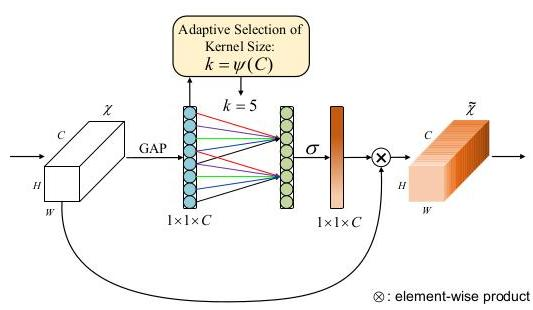 Adaptive Selection of
Kernel Size:
k = ψ(C)
k = 5
χ
C
H
W
GAP
1×1×C
σ
1×1×C
⊗
χ̃
C
H
W
⊗: element-wise product